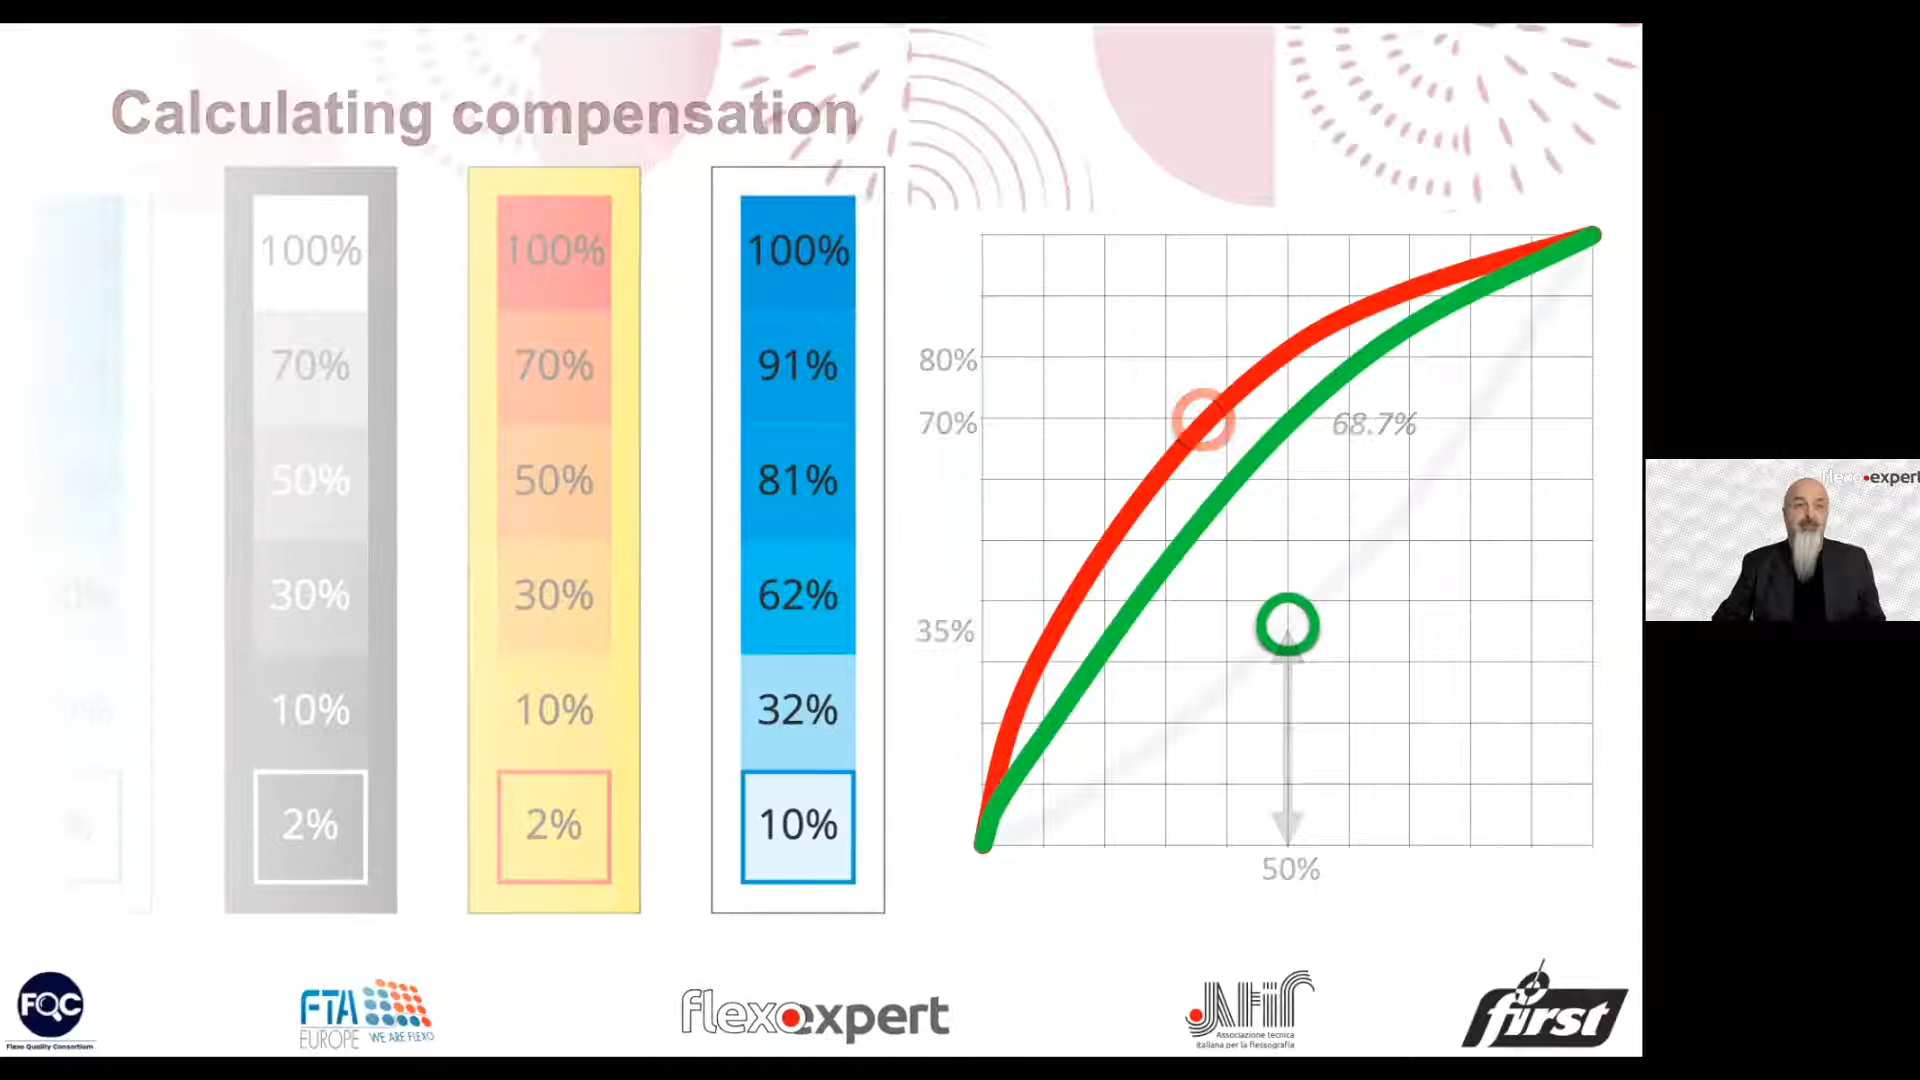 Calculating compensation
100%
70%
50%
30%
10%
2%
100%
70%
50%
30%
10%
2%
100%
91%
81%
62%
32%
10%
80%
70%
35%
68.7%
50%
flexo•expert
FQC
Flexo Quality Consortium
FTA
EUROPE
WE ARE FLEXO
flexo expert
ATIF
Associazione tecnica
italiana per la flessografia
first